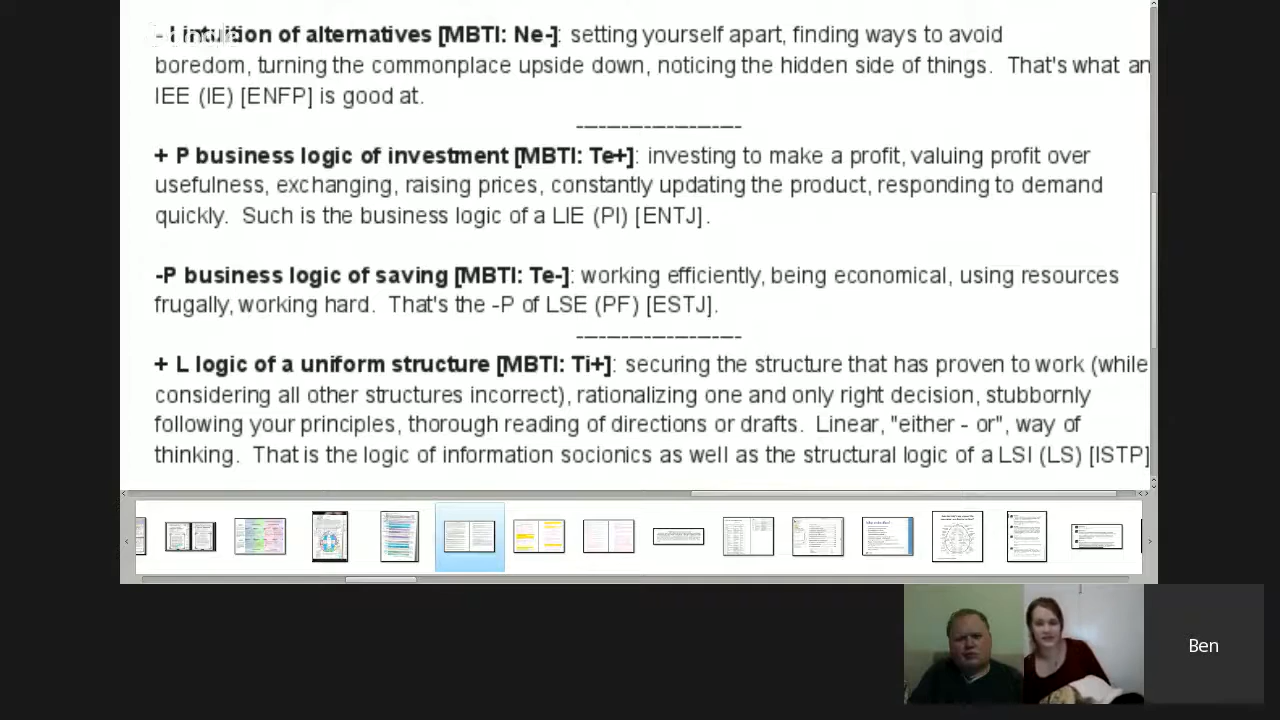 intuition of alternatives [MBTI: Ne-]: setting yourself apart, finding ways to avoid
boredom, turning the commonplace upside down, noticing the hidden side of things. That's what an
IEE (IE) [ENFP] is good at.
---------------------
+ P business logic of investment [MBTI: Te+]: investing to make a profit, valuing profit over
usefulness, exchanging, raising prices, constantly updating the product, responding to demand
quickly. Such is the business logic of a LIE (PI) [ENTJ].
-P business logic of saving [MBTI: Te-]: working efficiently, being economical, using resources
frugally, working hard. That's the -P of LSE (PF) [ESTJ].
---------------------
+ L logic of a uniform structure [MBTI: Ti+]: securing the structure that has proven to work (while
considering all other structures incorrect), rationalizing one and only right decision, stubbornly
following your principles, thorough reading of directions or drafts. Linear, "either - or", way of
thinking. That is the logic of information socionics as well as the structural logic of a LSI (LS) [ISTP]
Ben